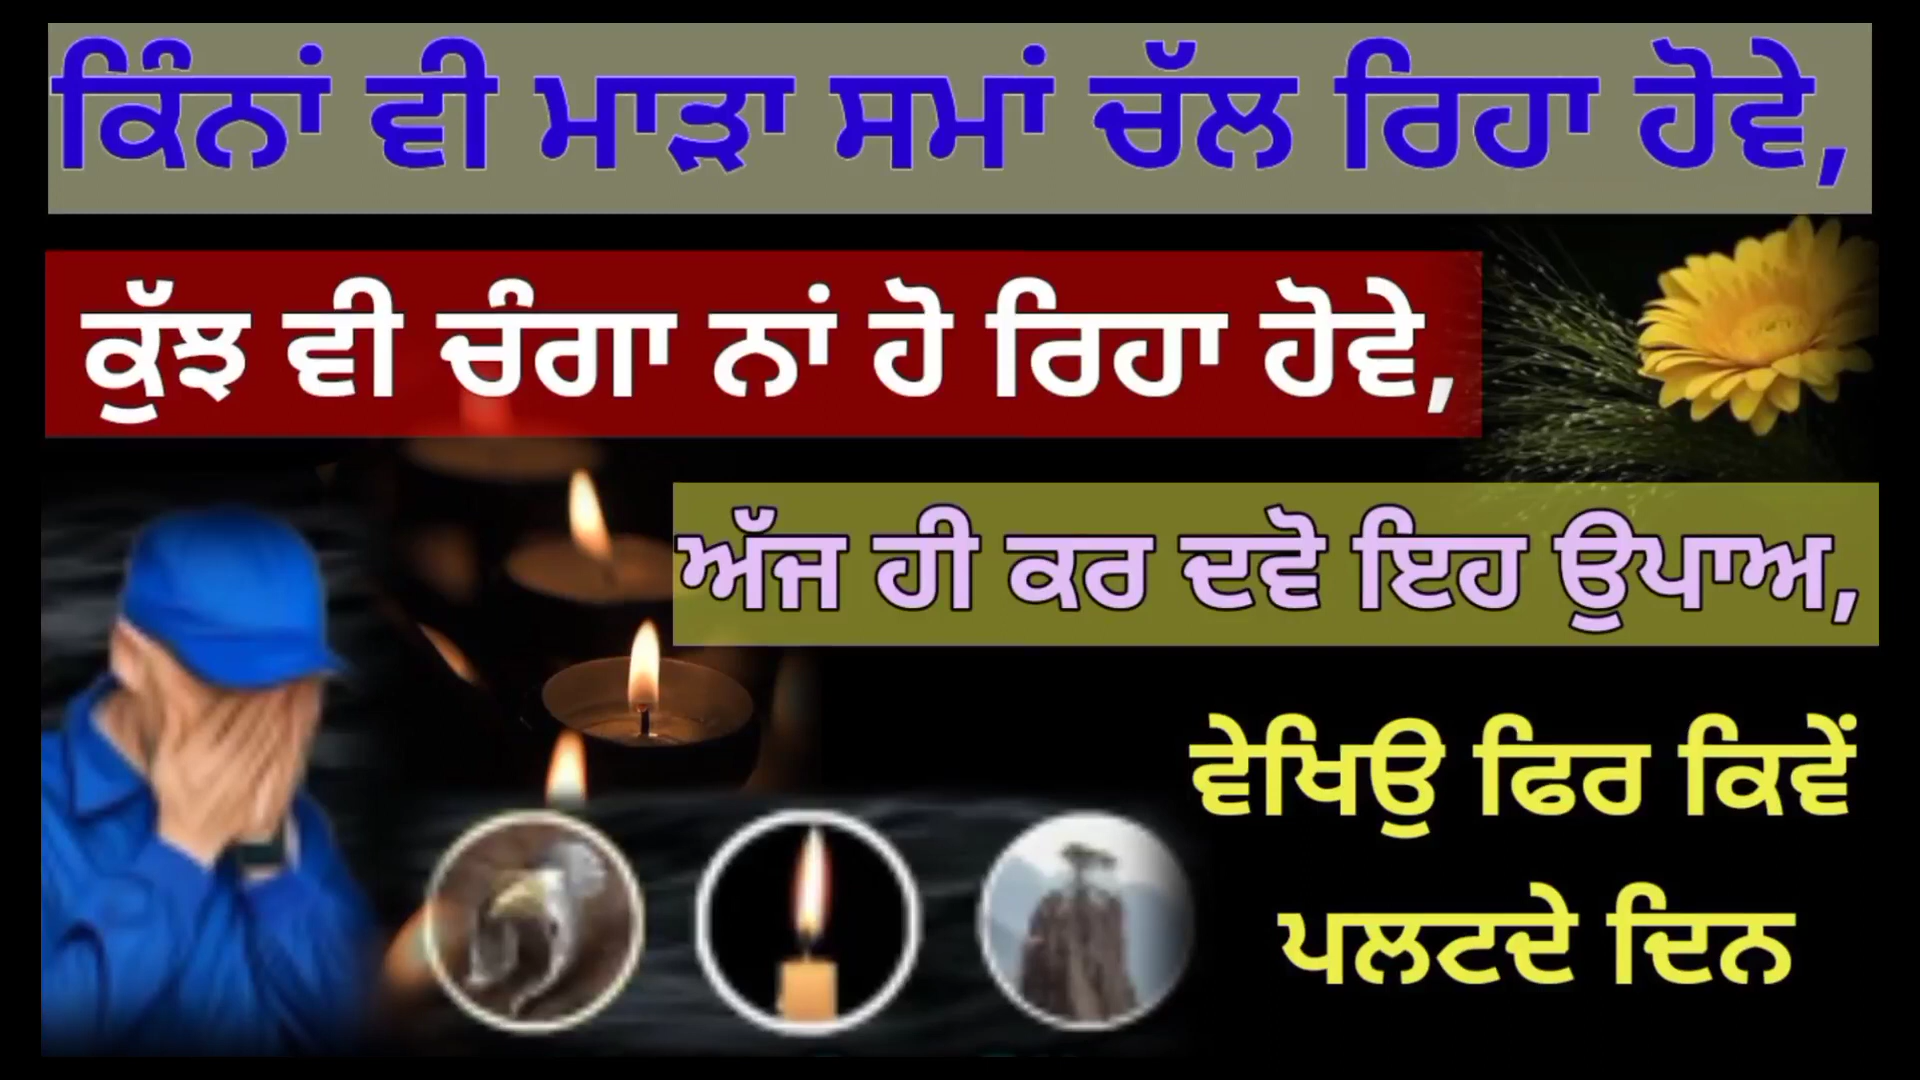 ਕਿੰਨਾਂ ਵੀ ਮਾੜਾ ਸਮਾਂ ਚੱਲ ਰਿਹਾ ਹੋਵੇ,
ਕੁੱਝ ਵੀ ਚੰਗਾ ਨਾਂ ਹੋ ਰਿਹਾ ਹੋਵੇ,
ਅੱਜ ਹੀ ਕਰ ਦਵੋ ਇਹ ਉਪਾਅ,
ਵੇਖਿਉ ਫਿਰ ਕਿਵੇਂ
ਪਲਟਦੇ ਦਿਨ